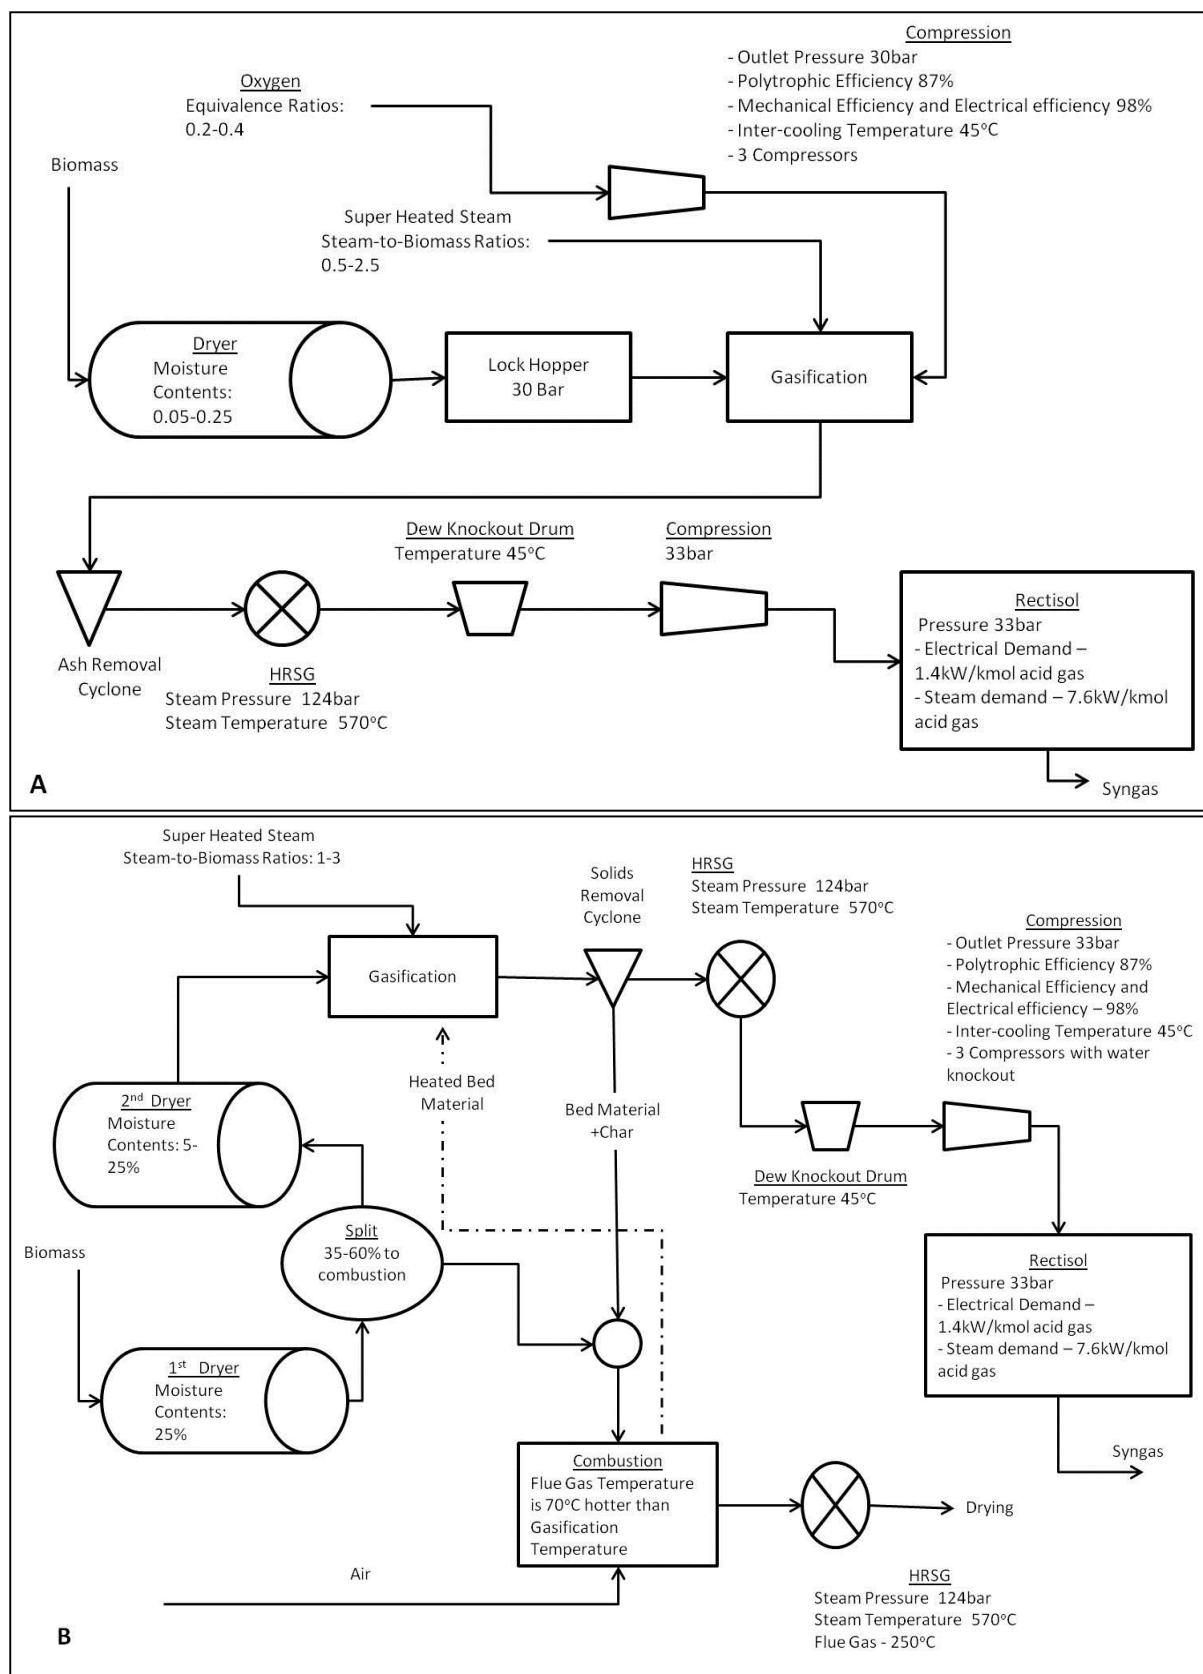 Compression
- Outlet Pressure 30bar
- Polytrophic Efficiency 87%
- Mechanical Efficiency and Electrical efficiency 98%
- Inter-cooling Temperature 45°C
- 3 Compressors
Oxygen
Equivalence Ratios:
0.2-0.4
Biomass
Super Heated Steam
Steam-to-Biomass Ratios:
0.5-2.5
Dryer
Moisture
Contents:
0.05-0.25
Lock Hopper
30 Bar
Gasification
Ash Removal
Cyclone
HRSG
Steam Pressure 124bar
Steam Temperature 570°C
Dew Knockout Drum
Temperature 45°C
Compression
33bar
Rectisol
Pressure 33bar
- Electrical Demand –
1.4kW/kmol acid gas
- Steam demand – 7.6kW/kmol
acid gas
Syngas
A
Super Heated Steam
Steam-to-Biomass Ratios: 1-3
Gasification
Solids
Removal
Cyclone
HRSG
Steam Pressure 124bar
Steam Temperature 570°C
Compression
- Outlet Pressure 33bar
- Polytrophic Efficiency 87%
- Mechanical Efficiency and
Electrical efficiency – 98%
- Inter-cooling Temperature 45°C
- 3 Compressors with water
knockout
2nd Dryer
Moisture
Contents: 5-
25%
Heated Bed
Material
Bed Material
+Char
Dew Knockout Drum
Temperature 45°C
Split
35-60% to
combustion
Biomass
1st Dryer
Moisture
Contents:
25%
Rectisol
Pressure 33bar
- Electrical Demand –
1.4kW/kmol acid gas
- Steam demand – 7.6kW/kmol
acid gas
Syngas
Combustion
Flue Gas Temperature
is 70°C hotter than
Gasification
Temperature
Drying
Air
HRSG
Steam Pressure 124bar
Steam Temperature 570°C
Flue Gas - 250°C
B